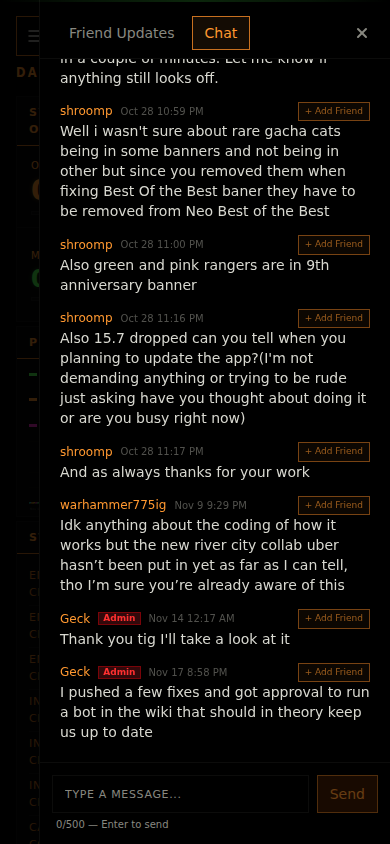 Friend Updates Chat ✕
in a couple of minutes. Let me know if
anything still looks off.
shroomp Oct 28 10:59 PM + Add Friend
Well i wasn't sure about rare gacha cats
being in some banners and not being in
other but since you removed them when
fixing Best Of the Best baner they have to
be removed from Neo Best of the Best
shroomp Oct 28 11:00 PM + Add Friend
Also green and pink rangers are in 9th
anniversary banner
shroomp Oct 28 11:16 PM + Add Friend
Also 15.7 dropped can you tell when you
planning to update the app?(I'm not
demanding anything or trying to be rude
just asking have you thought about doing it
or are you busy right now)
shroomp Oct 28 11:17 PM + Add Friend
And as always thanks for your work
warhammer775ig Nov 9 9:29 PM + Add Friend
Idk anything about the coding of how it
works but the new river city collab uber
hasn’t been put in yet as far as I can tell,
tho I’m sure you’re already aware of this
Geck Admin Nov 14 12:17 AM + Add Friend
Thank you tig I'll take a look at it
Geck Admin Nov 17 8:58 PM + Add Friend
I pushed a few fixes and got approval to run
a bot in the wiki that should in theory keep
us up to date
TYPE A MESSAGE... Send
0/500 — Enter to send